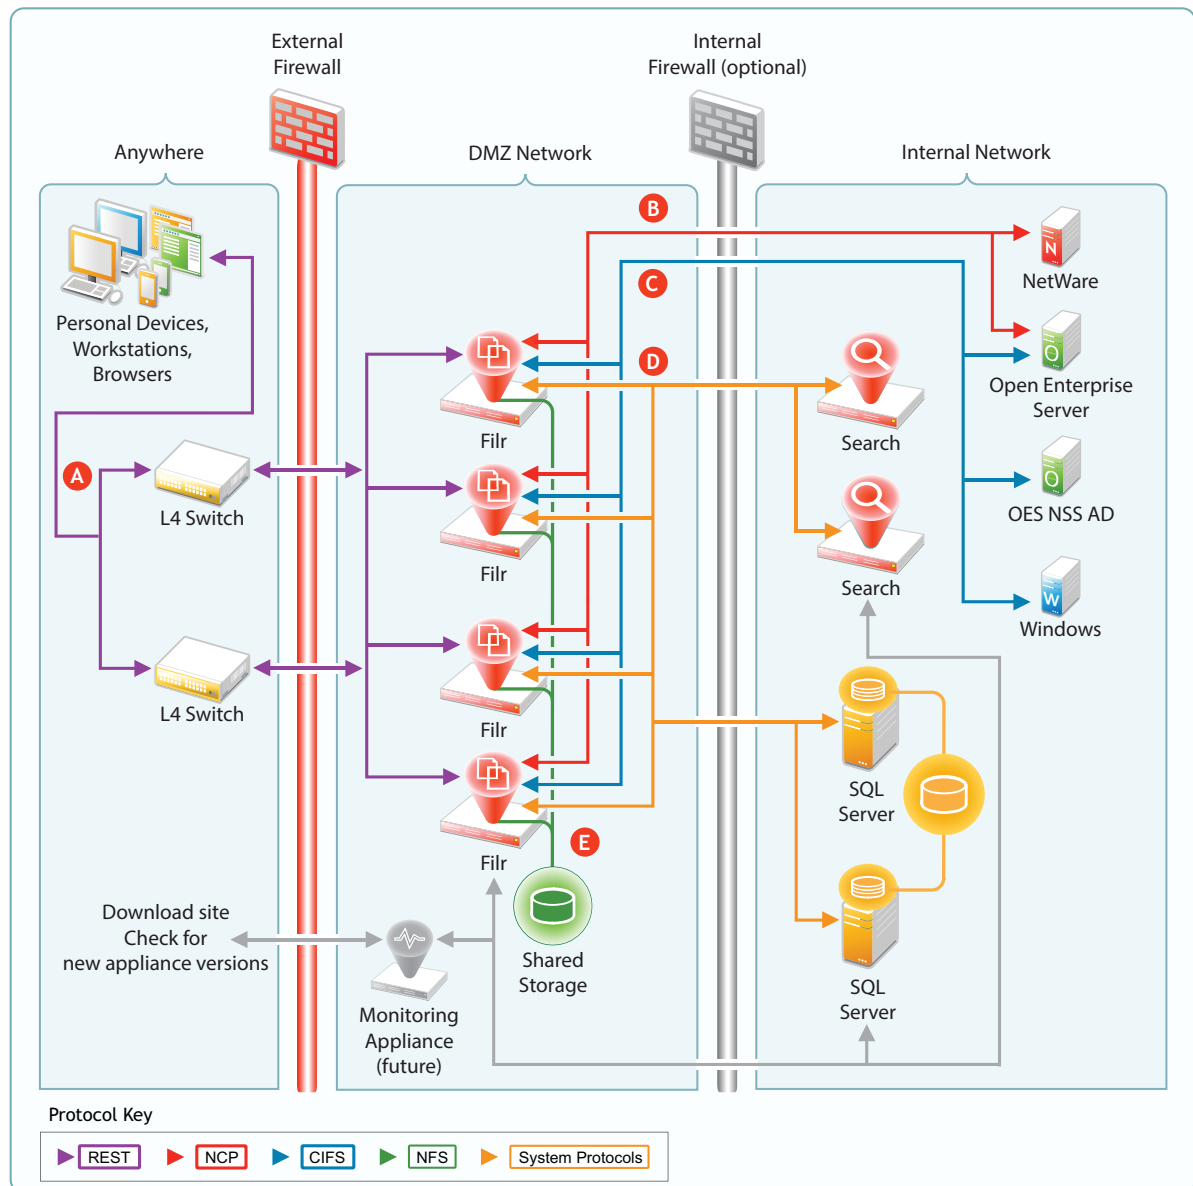 External
Firewall
Internal
Firewall (optional)
Anywhere
DMZ Network
Internal Network
B
N
NetWare
C
Personal Devices,
Workstations,
Browsers
D
O
Open Enterprise
Server
Filr
Search
A
L4 Switch
O
OES NSS AD
Filr
Search
W
Windows
L4 Switch
Filr
SQL
Server
E
Filr
Download site
Check for
new appliance versions
Shared
Storage
Monitoring
Appliance
(future)
SQL
Server
Protocol Key
REST
NCP
CIFS
NFS
System Protocols